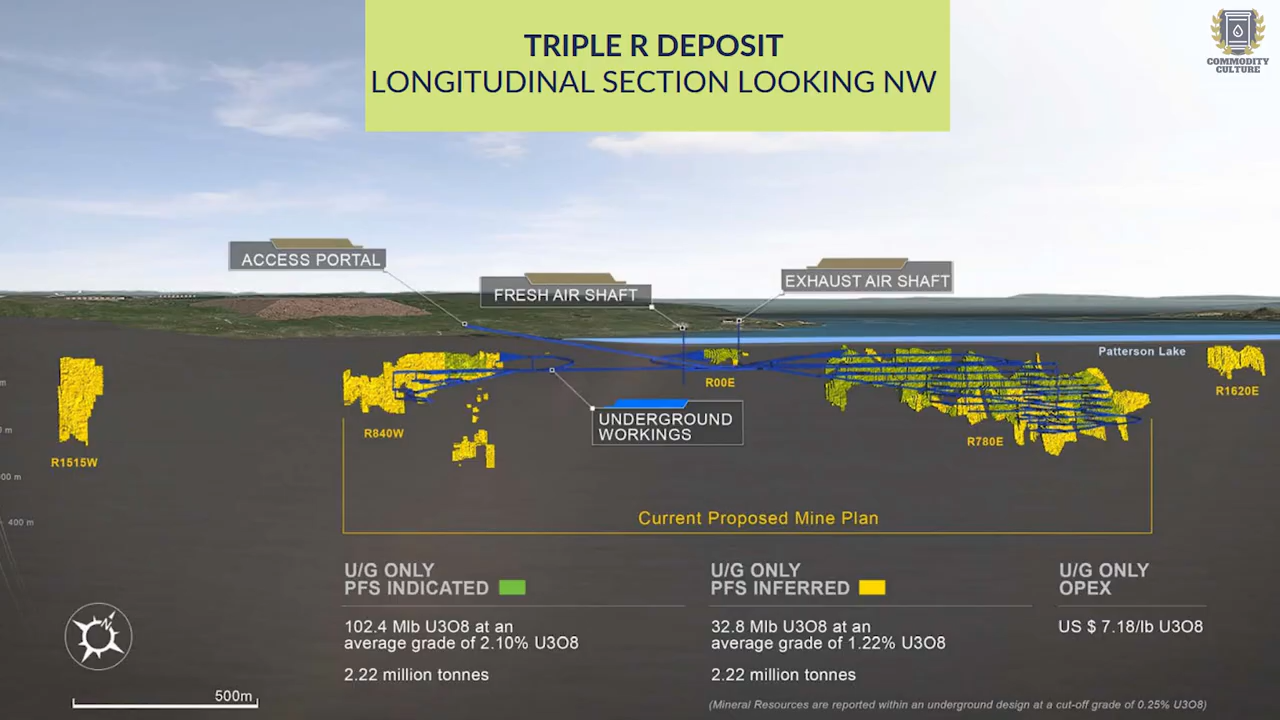 TRIPLE R DEPOSIT
LONGITUDINAL SECTION LOOKING NW
COMMODITY
CULTURE
ACCESS PORTAL
FRESH AIR SHAFT
EXHAUST AIR SHAFT
Patterson Lake
R00E
R1620E
UNDERGROUND
WORKINGS
R840W
R780E
R1515W
m
0 m
00 m
400 m
Current Proposed Mine Plan
U/G ONLY
PFS INDICATED
102.4 Mlb U3O8 at an
average grade of 2.10% U3O8
2.22 million tonnes
U/G ONLY
PFS INFERRED
32.8 Mlb U3O8 at an
average grade of 1.22% U3O8
2.22 million tonnes
U/G ONLY
OPEX
US $ 7.18/lb U3O8
N
500m
(Mineral Resources are reported within an underground design at a cut-off grade of 0.25% U3O8)